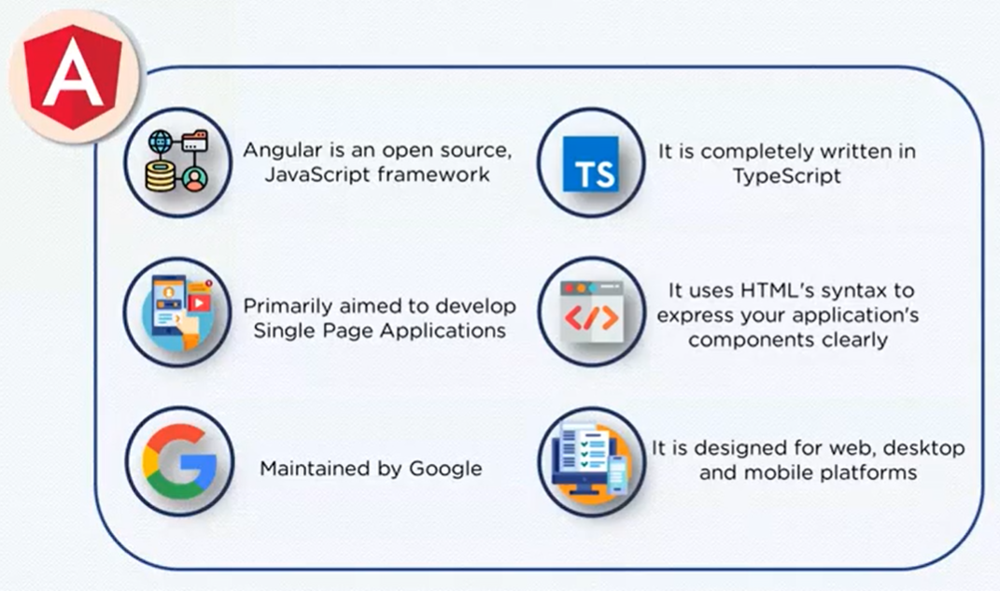 A
Angular is an open source,
JavaScript framework
TS
It is completely written in
TypeScript
Primarily aimed to develop
Single Page Applications
</>
It uses HTML's syntax to
express your application's
components clearly
G
Maintained by Google
It is designed for web, desktop
and mobile platforms